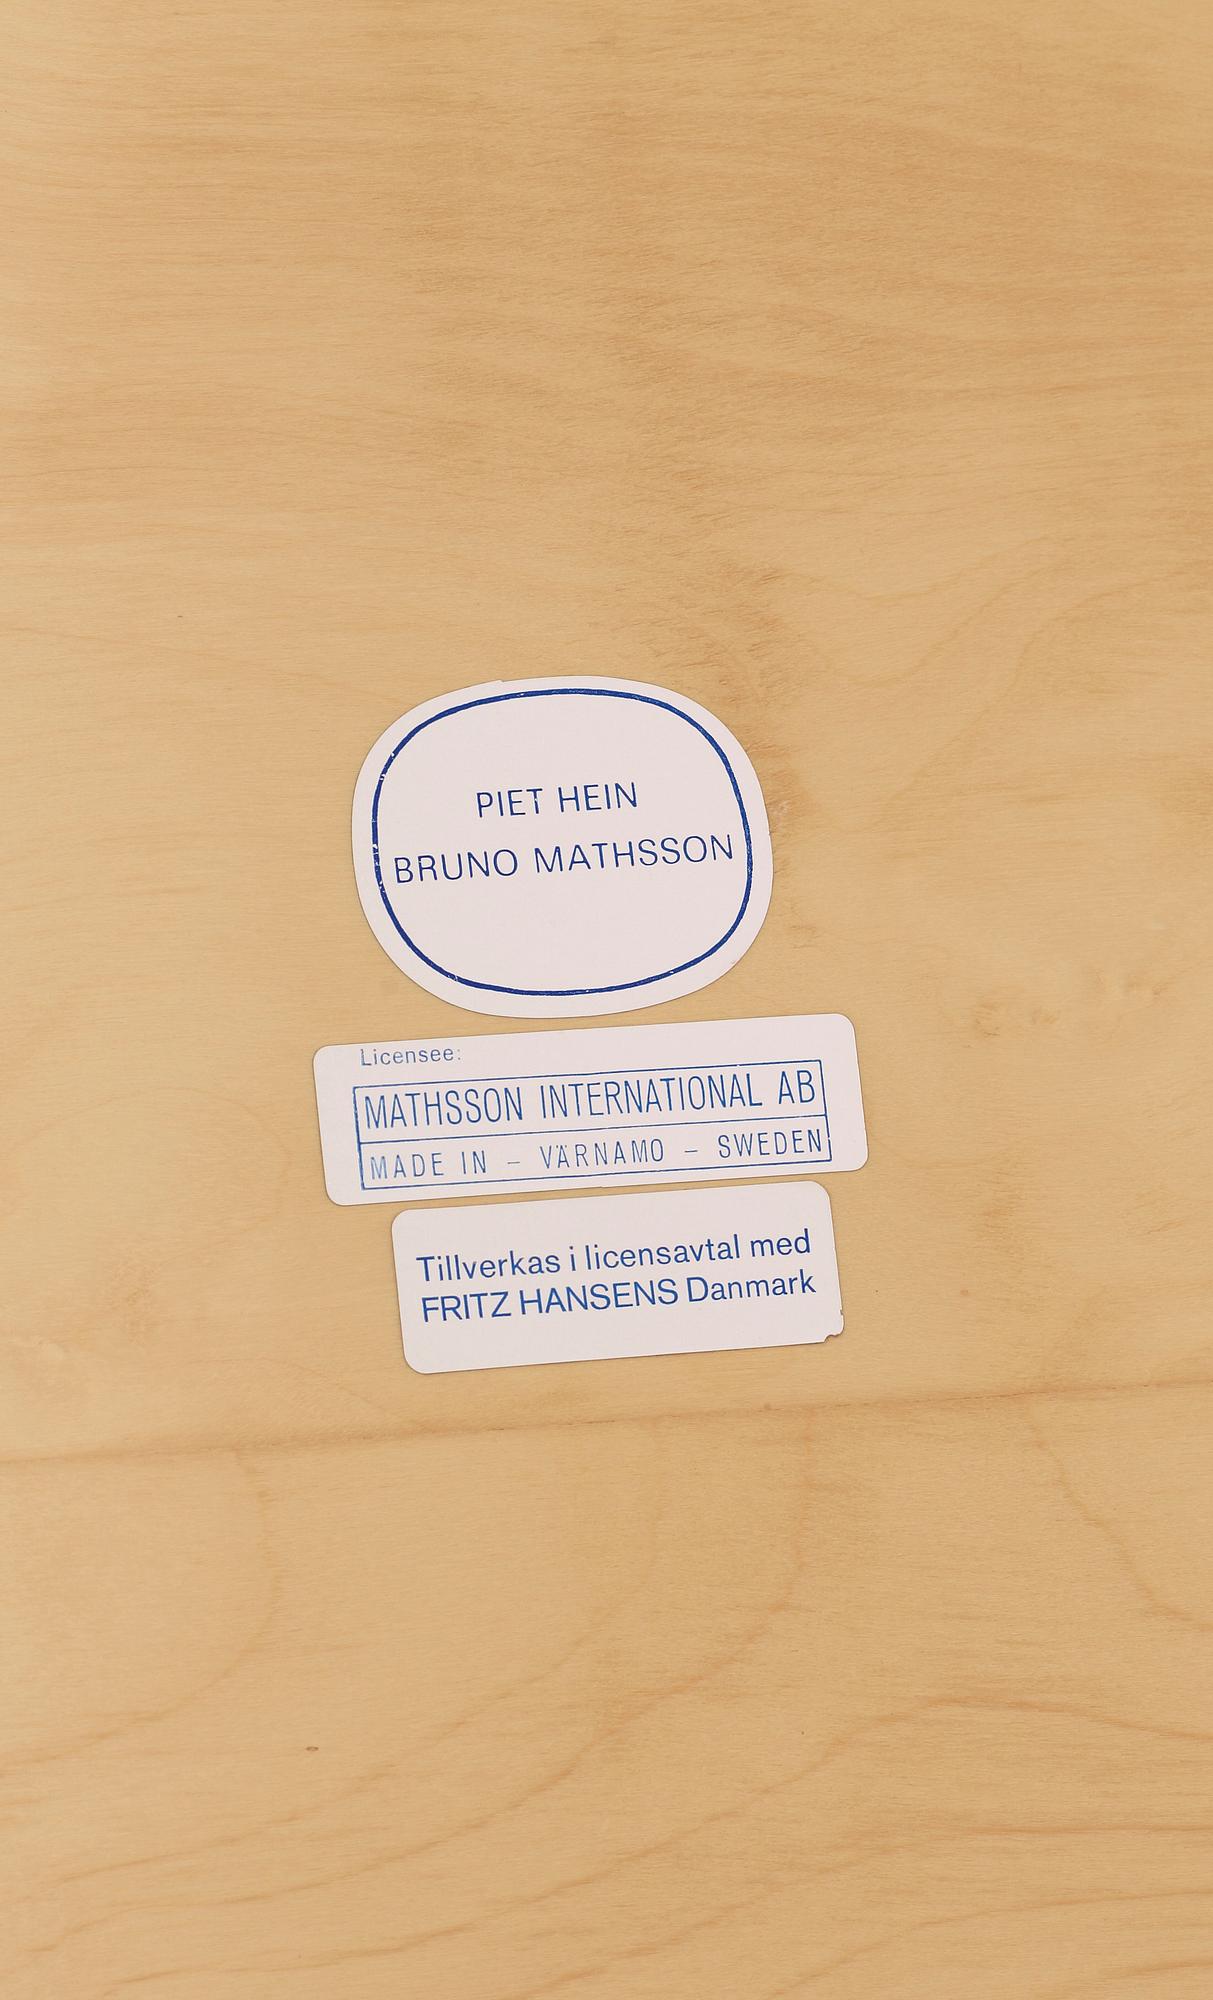 PIET HEIN
BRUNO MATHSSON
Licensee:
MATHSSON INTERNATIONAL AB
MADE IN – VÄRNAMO – SWEDEN
Tillverkas i licensavtal med
FRITZ HANSENS Danmark